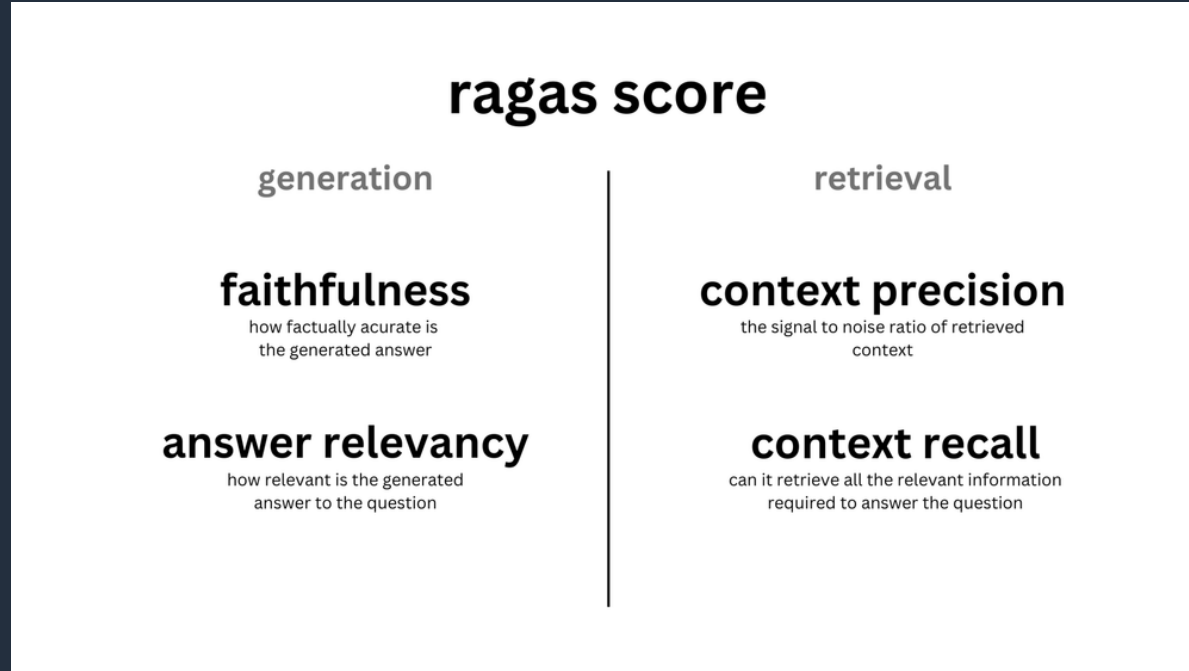 ragas score
generation
faithfulness
how factually acurate is
the generated answer
answer relevancy
how relevant is the generated
answer to the question
retrieval
context precision
the signal to noise ratio of retrieved
context
context recall
can it retrieve all the relevant information
required to answer the question